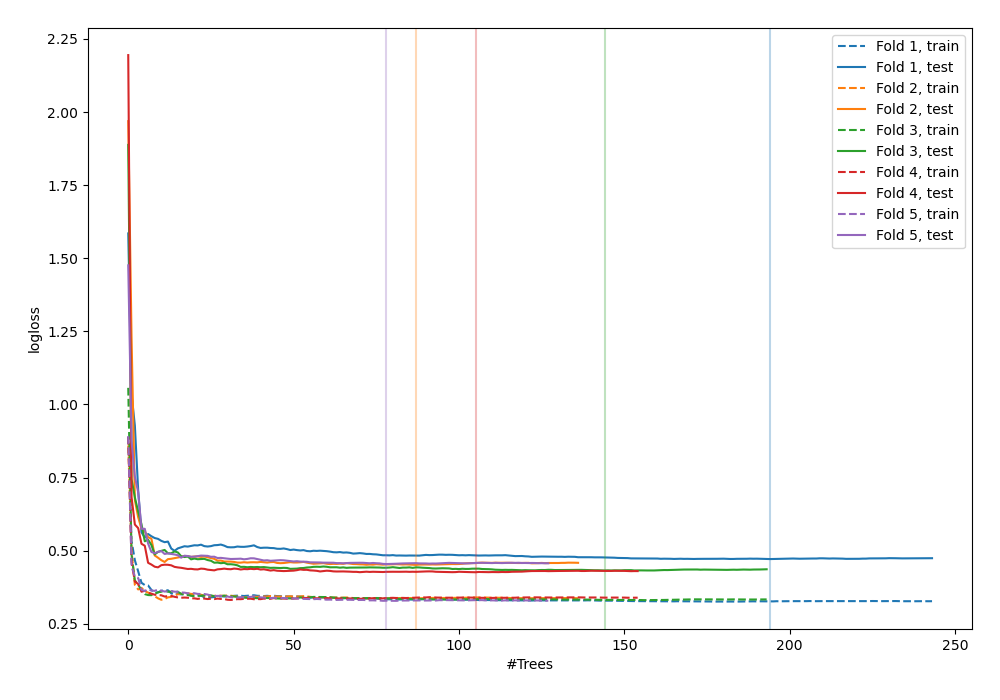 2.25
2.00
1.75
1.50
1.25
1.00
0.75
0.50
0.25
logloss
0
50
100
150
200
250
#Trees
Fold 1, train
Fold 1, test
Fold 2, train
Fold 2, test
Fold 3, train
Fold 3, test
Fold 4, train
Fold 4, test
Fold 5, train
Fold 5, test